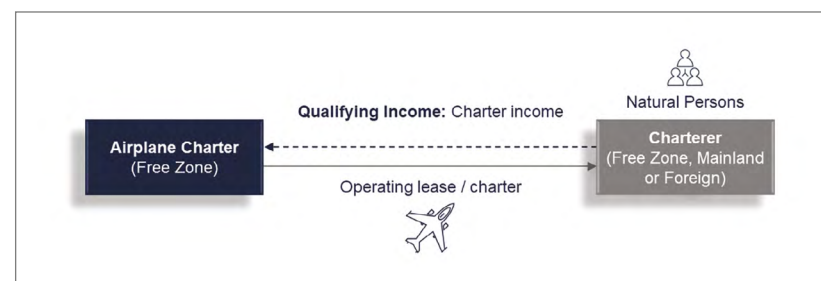 Natural Persons
Qualifying Income: Charter income
Airplane Charter
(Free Zone)
Charterer
(Free Zone, Mainland
or Foreign)
Operating lease / charter